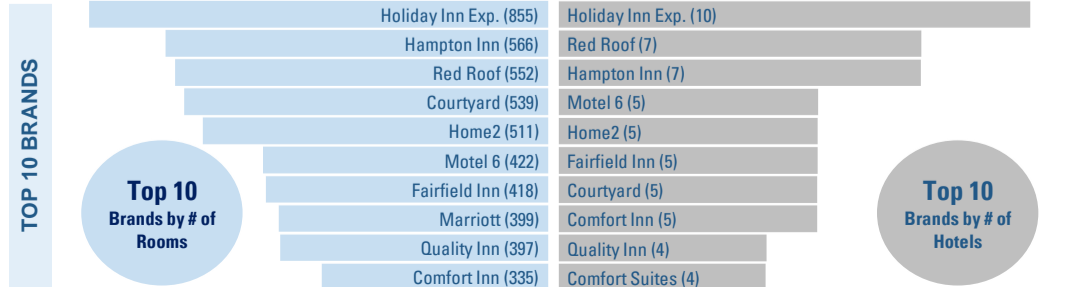 TOP 10 BRANDS
Holiday Inn Exp. (855)
Hampton Inn (566)
Red Roof (552)
Courtyard (539)
Home2 (511)
Motel 6 (422)
Fairfield Inn (418)
Marriott (399)
Quality Inn (397)
Comfort Inn (335)
Top 10
Brands by # of
Rooms
Holiday Inn Exp. (10)
Red Roof (7)
Hampton Inn (7)
Motel 6 (5)
Home2 (5)
Fairfield Inn (5)
Courtyard (5)
Comfort Inn (5)
Quality Inn (4)
Comfort Suites (4)
Top 10
Brands by # of
Hotels